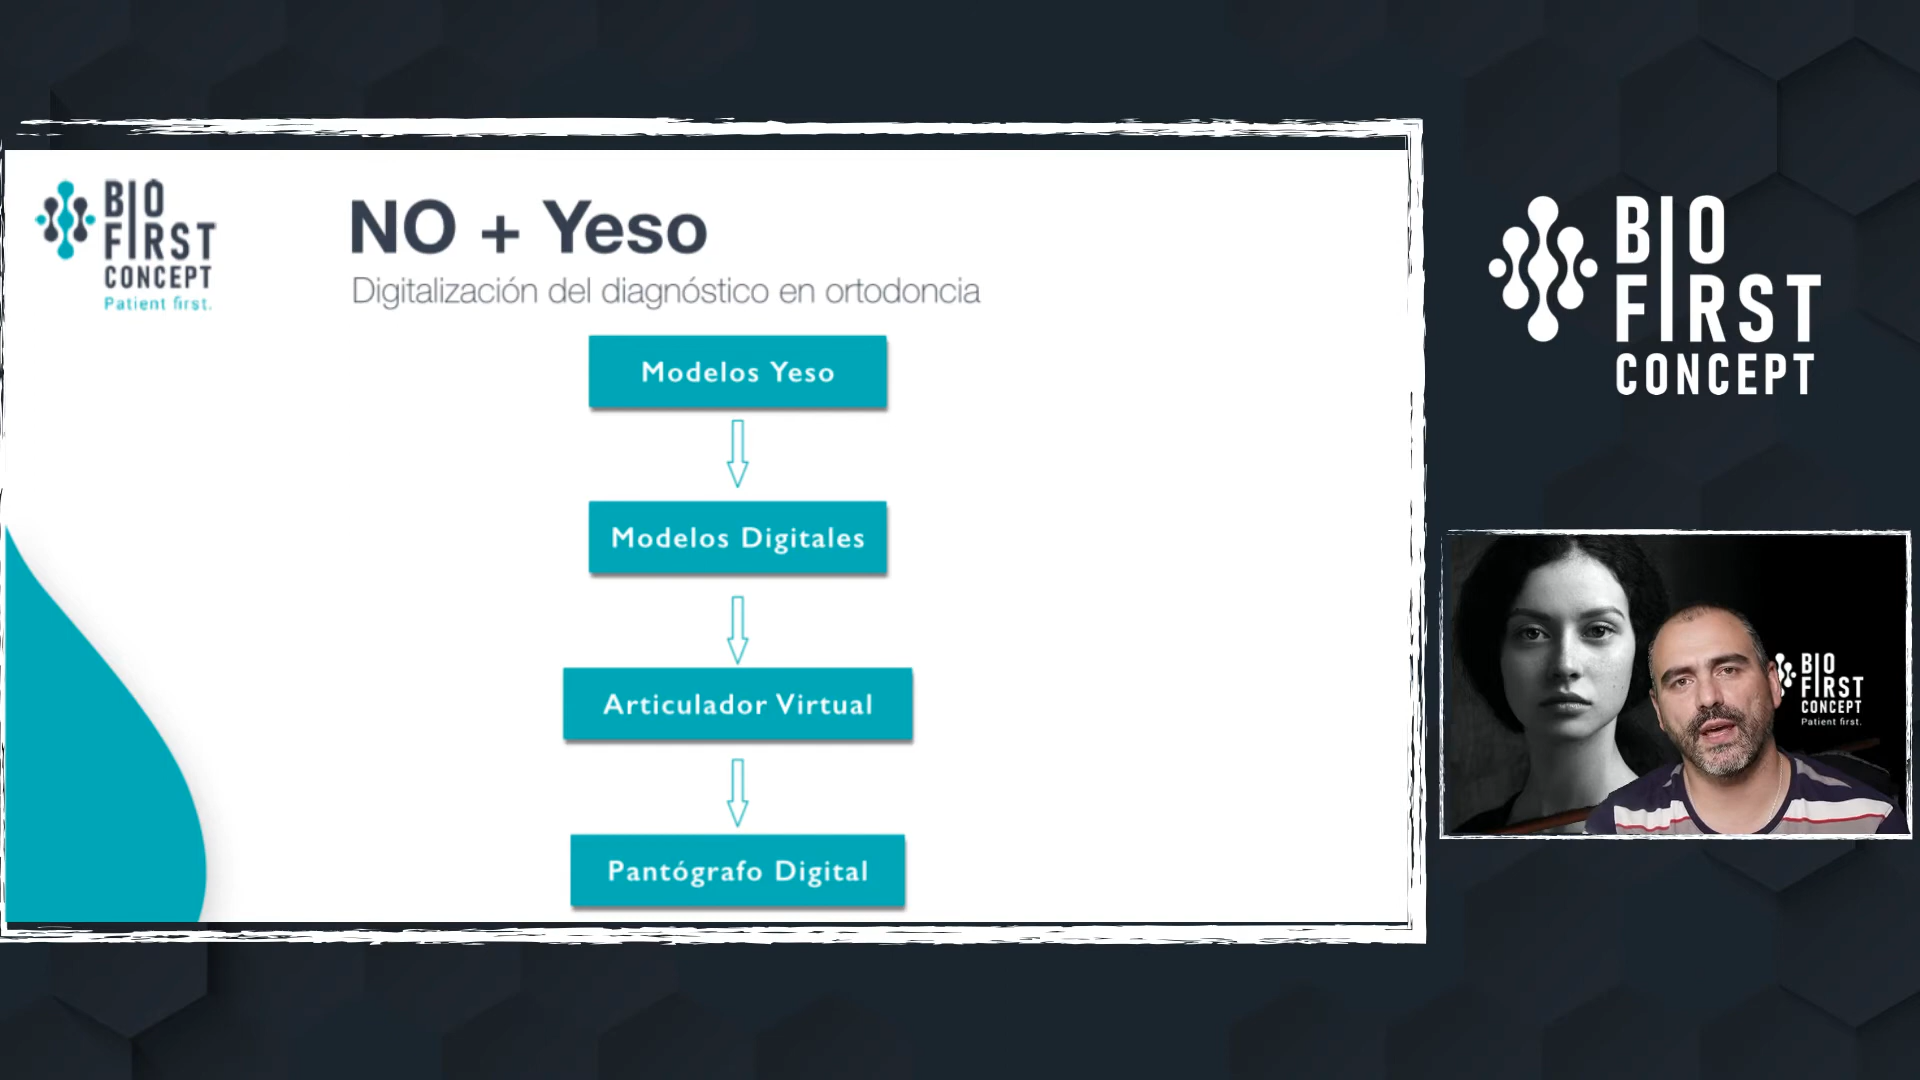 BIO
FIRST
CONCEPT
Patient first.
NO + Yeso
Digitalización del diagnóstico en ortodoncia
Modelos Yeso
Modelos Digitales
Articulador Virtual
Pantógrafo Digital
BIO
FIRST
CONCEPT
BIO
FIRST
CONCEPT
Patient first.